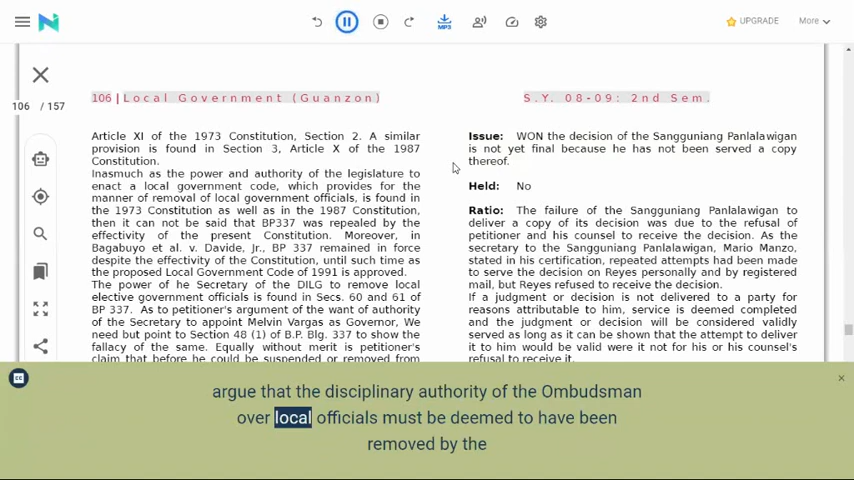 MP3
UPGRADE
More
106 / 157
106 | Local Government (Guanzon)
S.Y. 08-09: 2nd Sem.
Article XI of the 1973 Constitution, Section 2. A similar
provision is found in Section 3, Article X of the 1987
Constitution.
Inasmuch as the power and authority of the legislature to
enact a local government code, which provides for the
manner of removal of local government officials, is found in
the 1973 Constitution as well as in the 1987 Constitution,
then it can not be said that BP337 was repealed by the
effectivity of the present Constitution. Moreover, in
Bagabuyo et al. v. Davide, Jr., BP 337 remained in force
despite the effectivity of the Constitution, until such time as
the proposed Local Government Code of 1991 is approved.
The power of he Secretary of the DILG to remove local
elective government officials is found in Secs. 60 and 61 of
BP 337. As to petitioner's argument of the want of authority
of the Secretary to appoint Melvin Vargas as Governor, We
need but point to Section 48 (1) of B.P. Blg. 337 to show the
fallacy of the same. Equally without merit is petitioner's
claim that before he could be suspended or removed from
Issue: WON the decision of the Sangguniang Panlalawigan
is not yet final because he has not been served a copy
thereof.
Held: No
Ratio: The failure of the Sangguniang Panlalawigan to
deliver a copy of its decision was due to the refusal of
petitioner and his counsel to receive the decision. As the
secretary to the Sangguniang Panlalawigan, Mario Manzo,
stated in his certification, repeated attempts had been made
to serve the decision on Reyes personally and by registered
mail, but Reyes refused to receive the decision.
If a judgment or decision is not delivered to a party for
reasons attributable to him, service is deemed completed
and the judgment or decision will be considered validly
served as long as it can be shown that the attempt to deliver
it to him would be valid were it not for his or his counsel's
refusal to receive it.
argue that the disciplinary authority of the Ombudsman
over local officials must be deemed to have been
removed by the